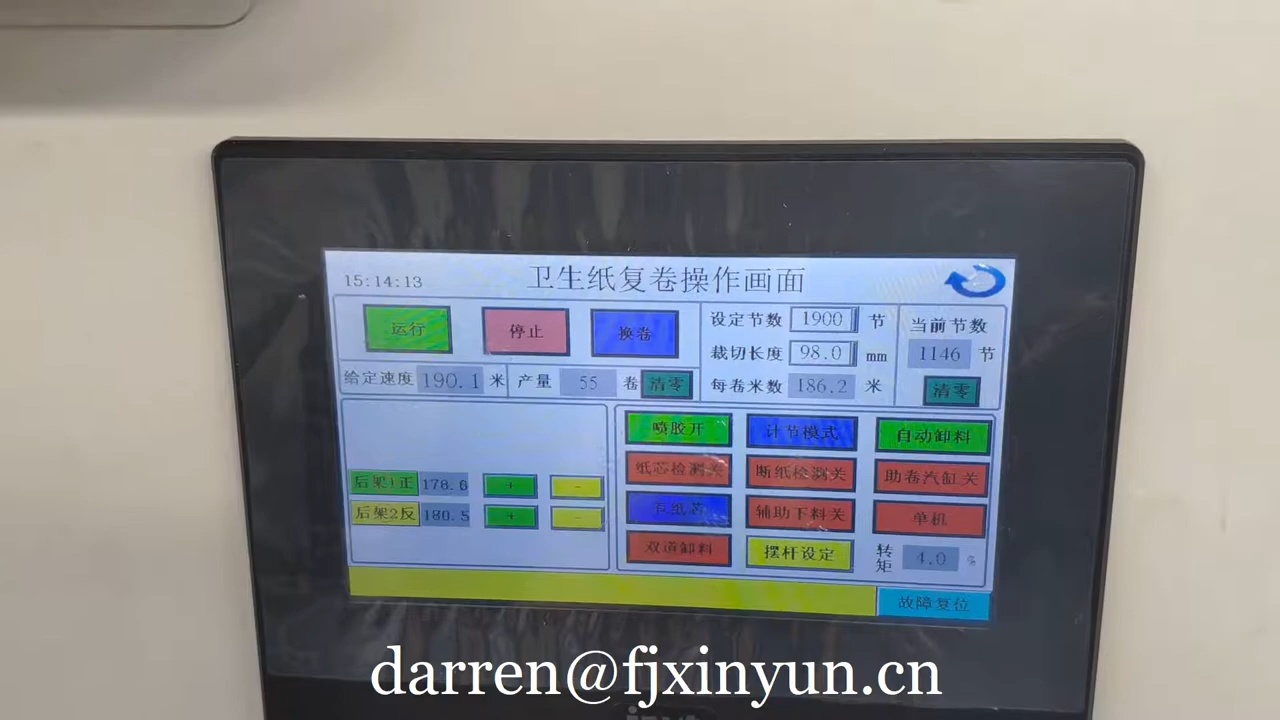 15:14:13
卫生纸复卷操作画面
运行
停止
换卷
设定节数 1900 节
裁切长度 98.0 mm
每卷米数 186.2 米
当前节数
1146 节
清零
给定速度 190.1 米
产量 55 卷 清零
喷胶开
计节模式
自动卸料
纸芯检测关
断纸检测关
助卷汽缸关
有纸芯
辅助下料关
单机
双道卸料
摆杆设定
转矩 4.0 %
后架1正 178.6 + -
后架2反 180.5 + -
故障复位
darren@fjxinyun.cn